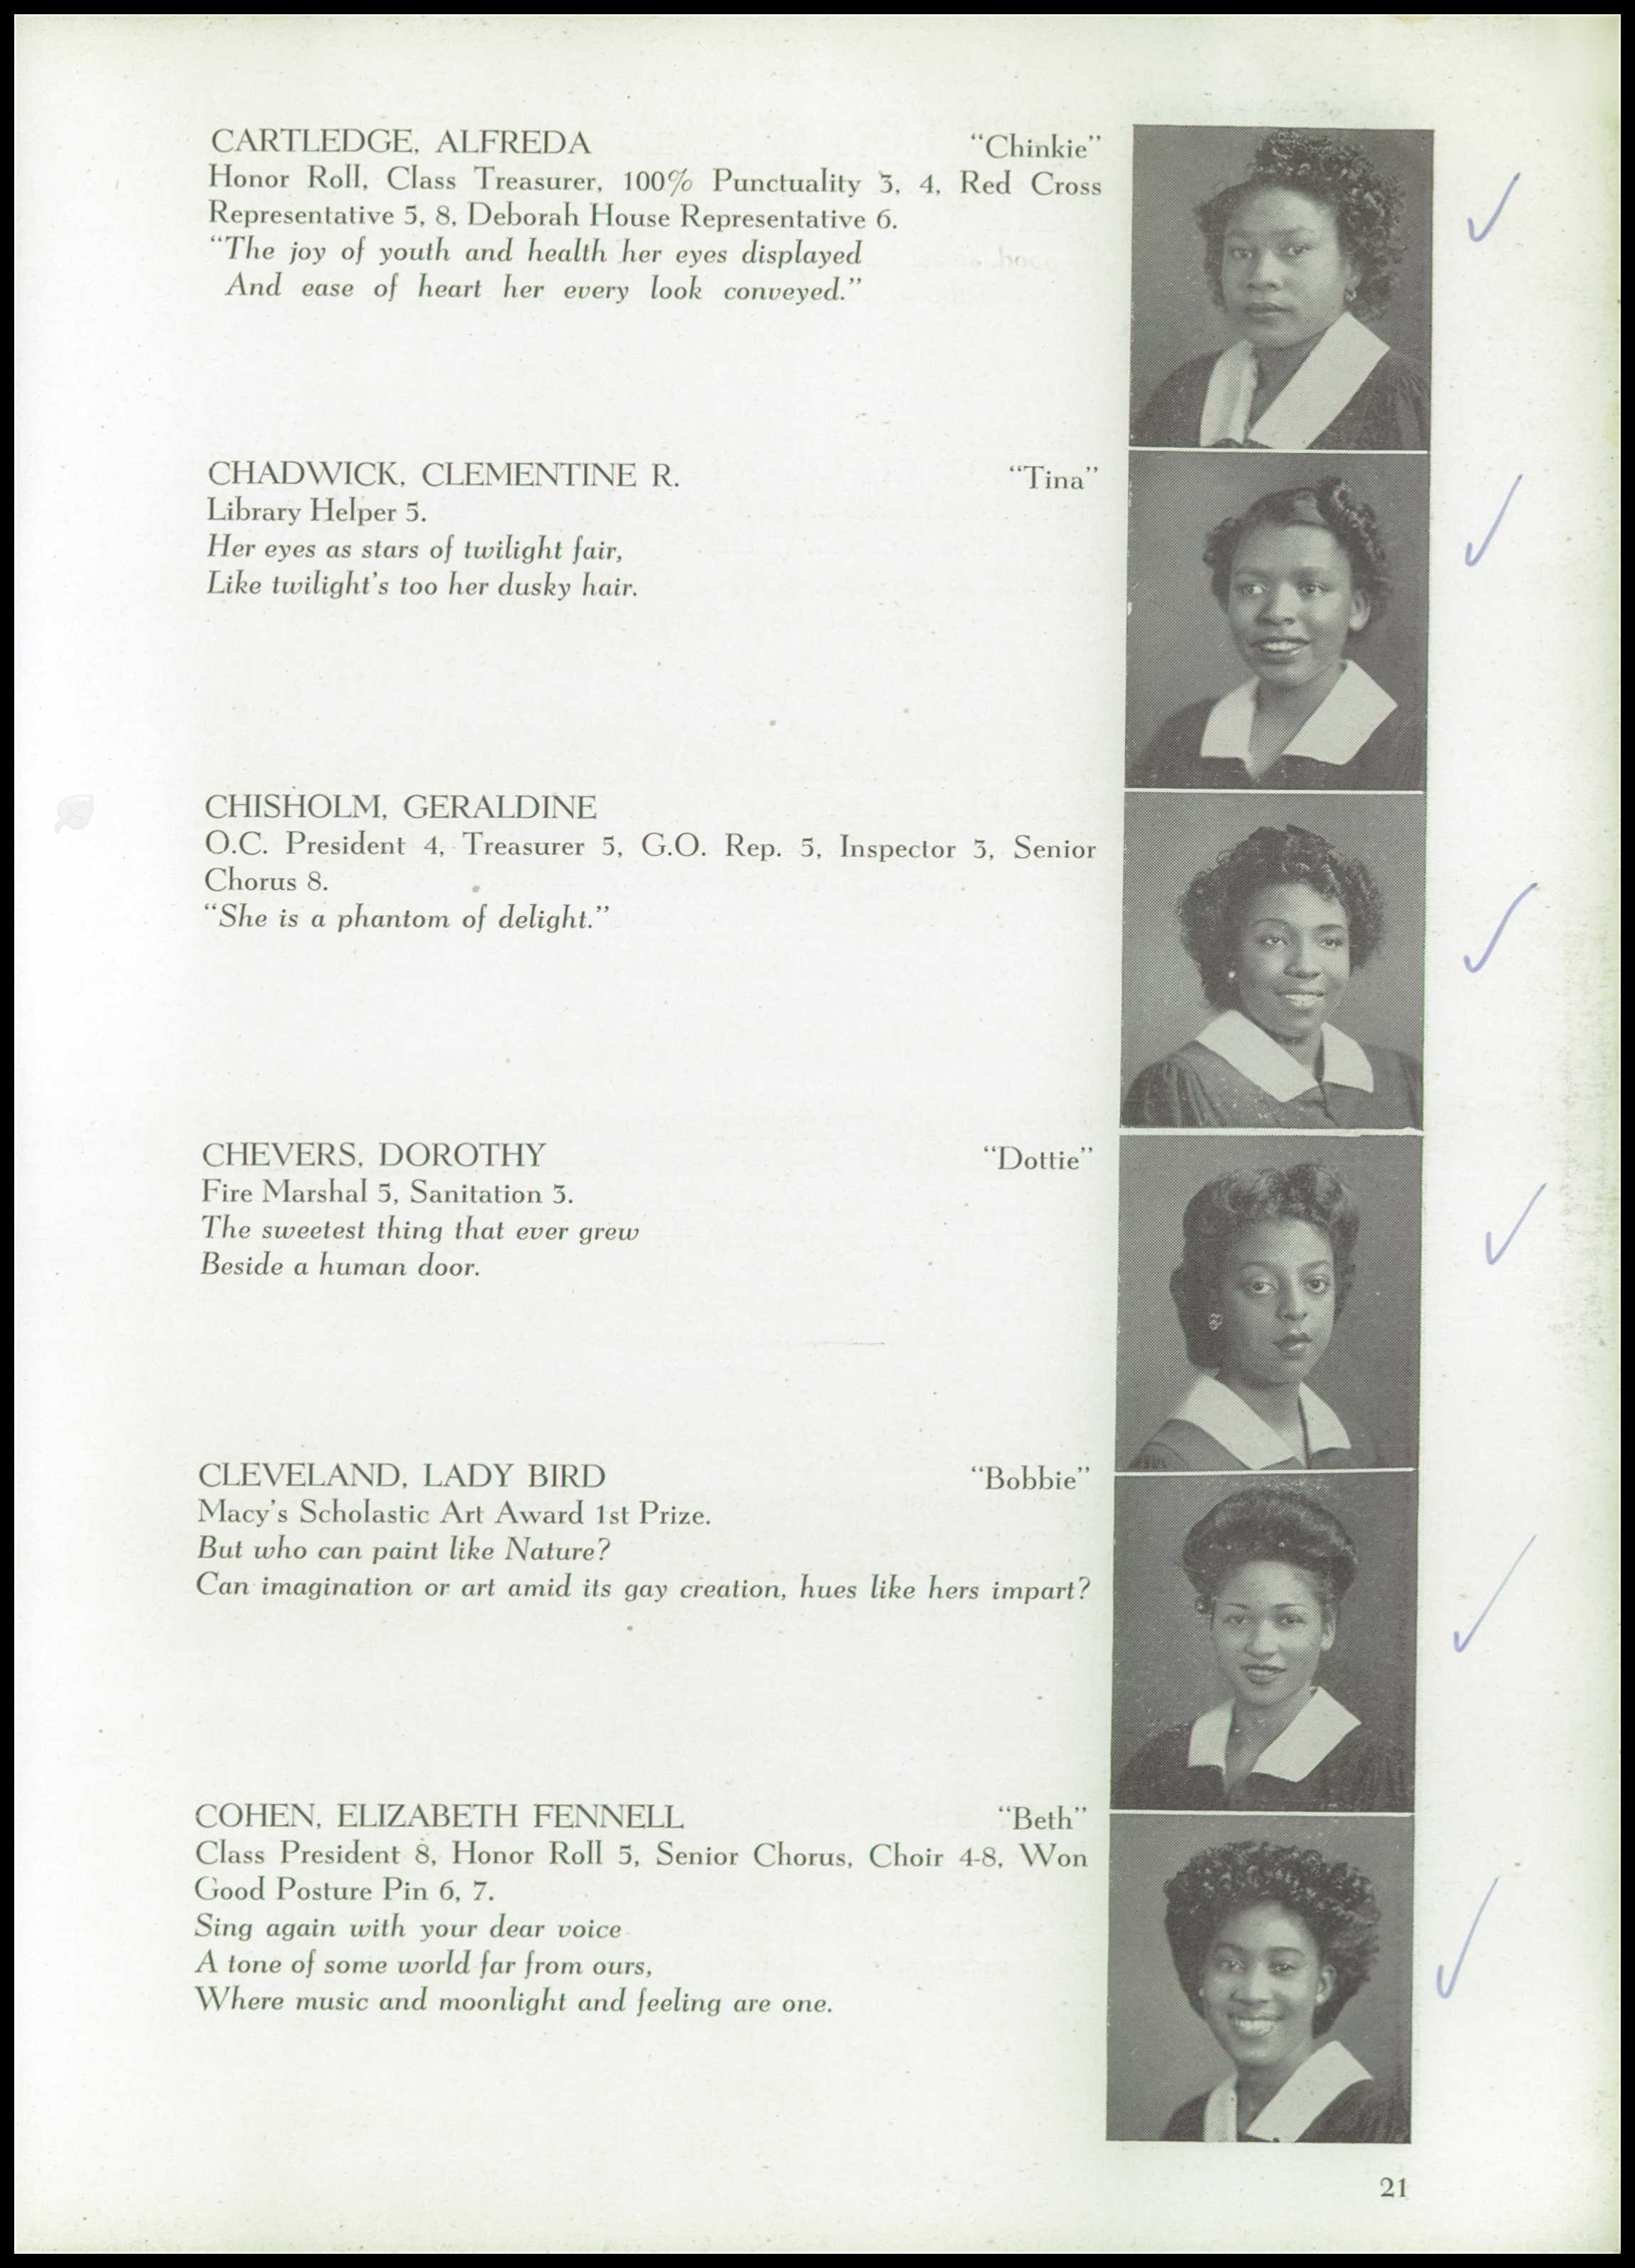 CARTLEDGE, ALFREDA "Chinkie"
Honor Roll, Class Treasurer, 100% Punctuality 3, 4, Red Cross
Representative 5, 8, Deborah House Representative 6.
"The joy of youth and health her eyes displayed
And ease of heart her every look conveyed."
CHADWICK, CLEMENTINE R. "Tina"
Library Helper 5.
Her eyes as stars of twilight fair,
Like twilight's too her dusky hair.
CHISHOLM, GERALDINE
O.C. President 4, Treasurer 5, G.O. Rep. 5, Inspector 3, Senior
Chorus 8.
"She is a phantom of delight."
CHEVERS, DOROTHY "Dottie"
Fire Marshal 5, Sanitation 3.
The sweetest thing that ever grew
Beside a human door.
CLEVELAND, LADY BIRD "Bobbie"
Macy's Scholastic Art Award 1st Prize.
But who can paint like Nature?
Can imagination or art amid its gay creation, hues like hers impart?
COHEN, ELIZABETH FENNELL "Beth"
Class President 8, Honor Roll 5, Senior Chorus, Choir 4-8, Won
Good Posture Pin 6, 7.
Sing again with your dear voice
A tone of some world far from ours,
Where music and moonlight and feeling are one.
21